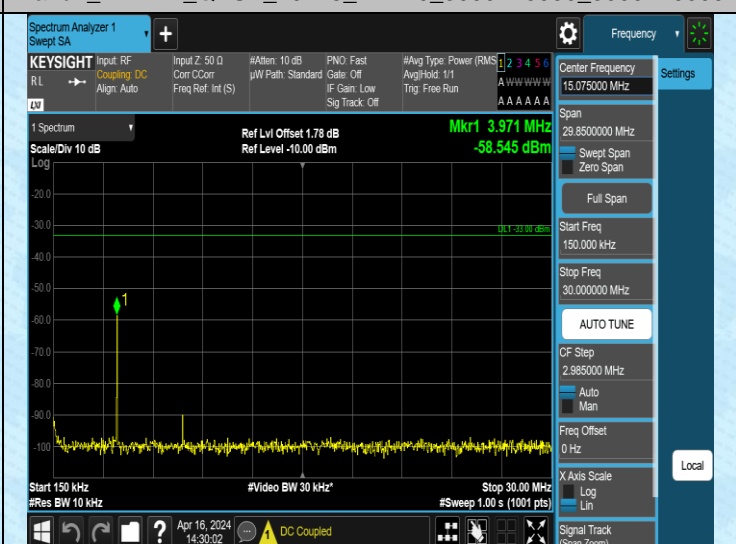 Spectrum Analyzer 1
Swept SA
+
Frequency
KEYSIGHT
RL
LXI
Input: RF
Coupling: DC
Align: Auto
Input Z: 50 Ω
Corr CCorr
Freq Ref: Int (S)
#Atten: 10 dB
µW Path: Standard
PNO: Fast
Gate: Off
IF Gain: Low
Sig Track: Off
#Avg Type: Power (RMS
Avg|Hold: 1/1
Trig: Free Run
1 2 3 4 5 6
A W W W W W
A A A A A A
Center Frequency
15.075000 MHz
Settings
Span
29.8500000 MHz
Swept Span
Zero Span
Full Span
Start Freq
150.000 kHz
Stop Freq
30.000000 MHz
AUTO TUNE
CF Step
2.985000 MHz
Auto
Man
Freq Offset
0 Hz
X Axis Scale
Log
Lin
Local
Signal Track
(Span Zoom)
1 Spectrum
Scale/Div 10 dB
Log
Ref Lvl Offset 1.78 dB
Ref Level -10.00 dBm
Mkr1 3.971 MHz
-58.545 dBm
-20.0
-30.0
DL1 -33.00 dBm
-40.0
-50.0
1
-60.0
-70.0
-80.0
-90.0
-100
Start 150 kHz
#Res BW 10 kHz
#Video BW 30 kHz*
Stop 30.00 MHz
#Sweep 1.00 s (1001 pts)
?
Apr 16, 2024
14:30:02
1
DC Coupled